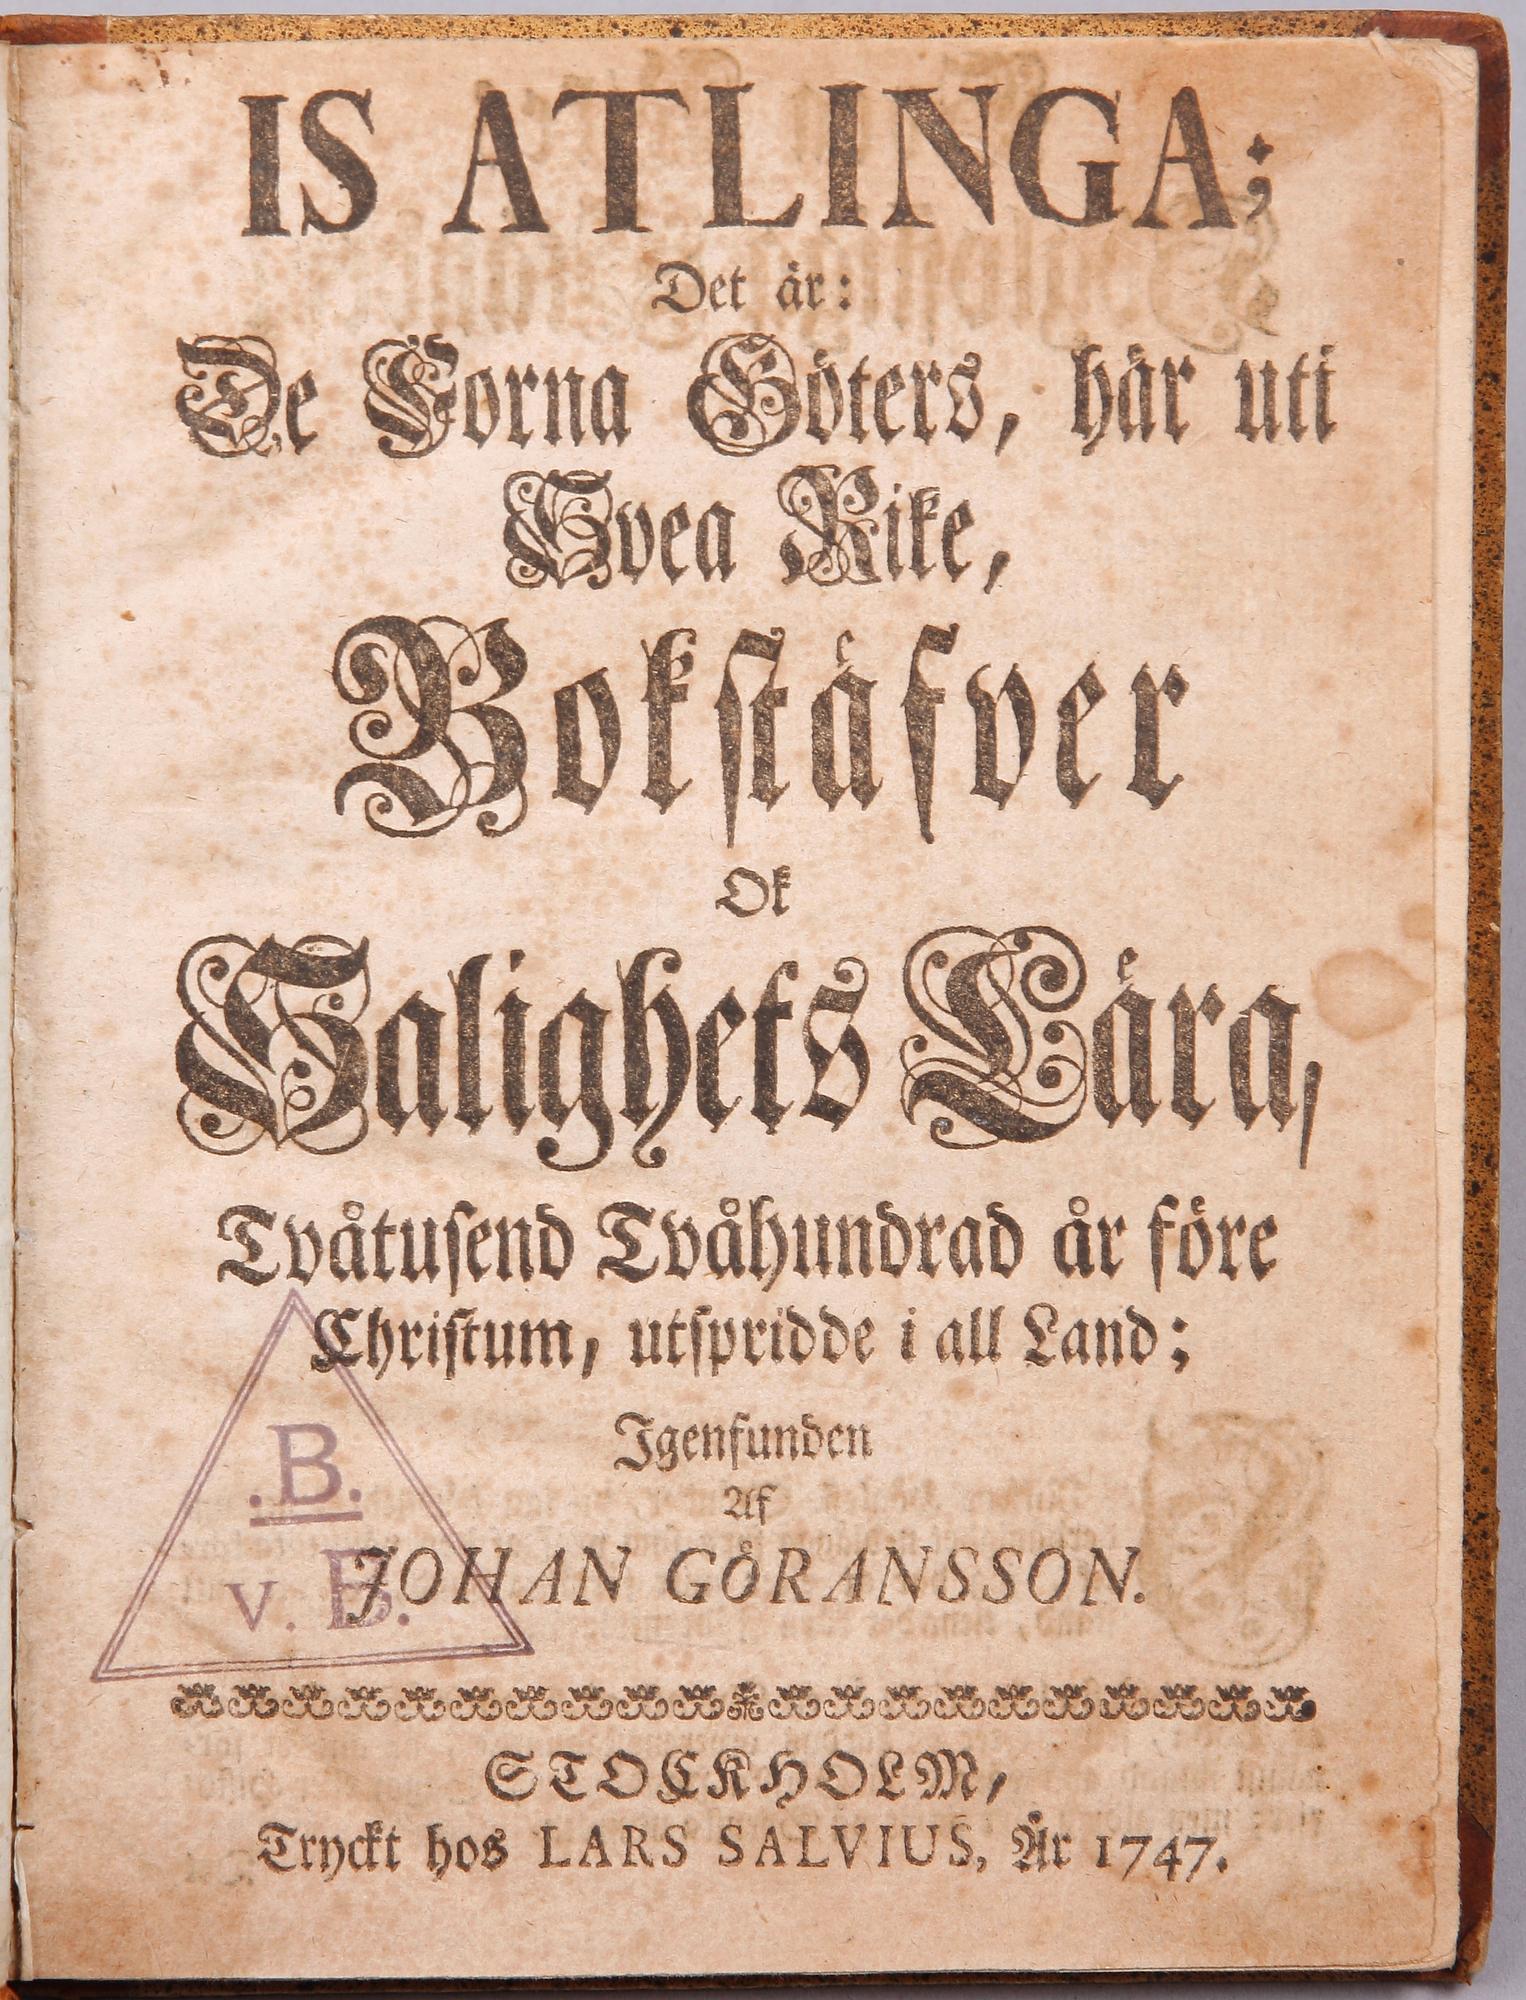 IS ATLINGA;
Det är:
De Forna Göters, här uti
Svea Rike,
Bokstäfver
Ok
Salighets Lära,
Tvåtusend Tvåhundrad år före
Christum, utspridde i all Land;
Igenfunden
Af
JOHAN GÖRANSSON.
.B.
v. B.
STOCKHOLM,
Tryckt hos LARS SALVIUS, År 1747.